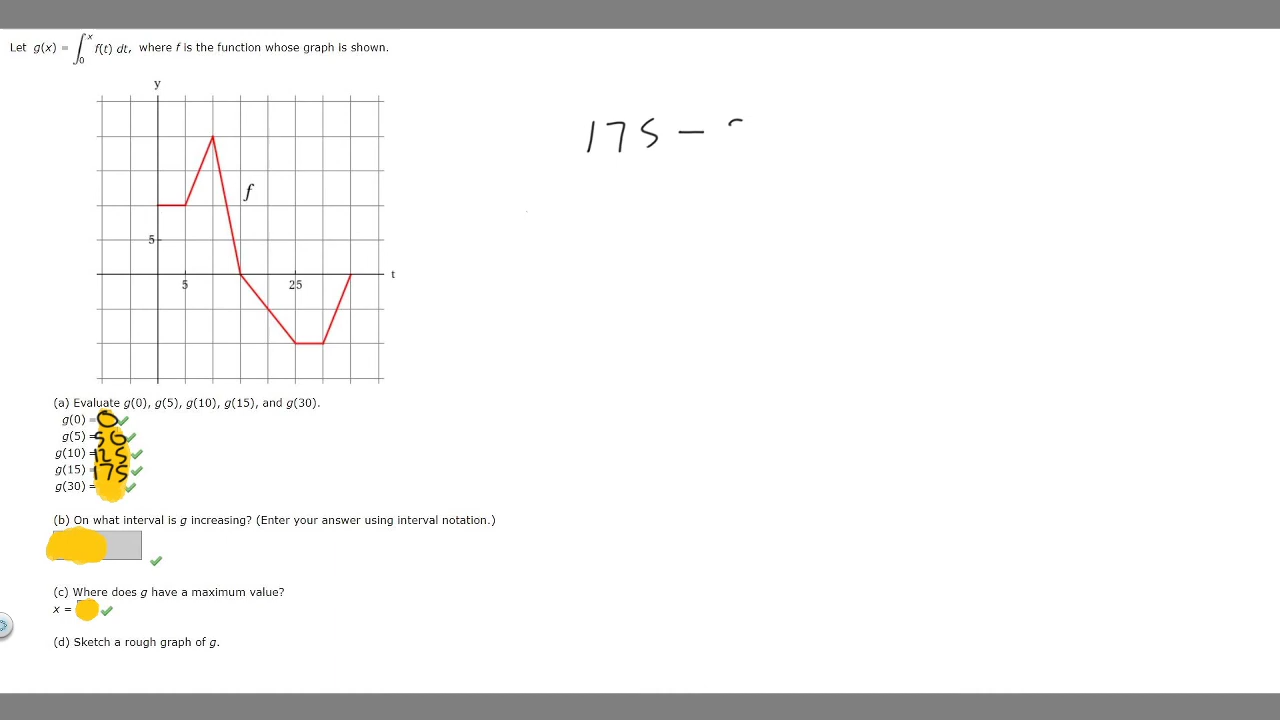 Let g(x) = ∫₀ˣ f(t) dt, where f is the function whose graph is shown.
y
175 –
f
5
t
5 25
(a) Evaluate g(0), g(5), g(10), g(15), and g(30).
g(0) = 0
g(5) = 50
g(10) = 125
g(15) = 175
g(30) =
(b) On what interval is g increasing? (Enter your answer using interval notation.)
(c) Where does g have a maximum value?
x =
(d) Sketch a rough graph of g.